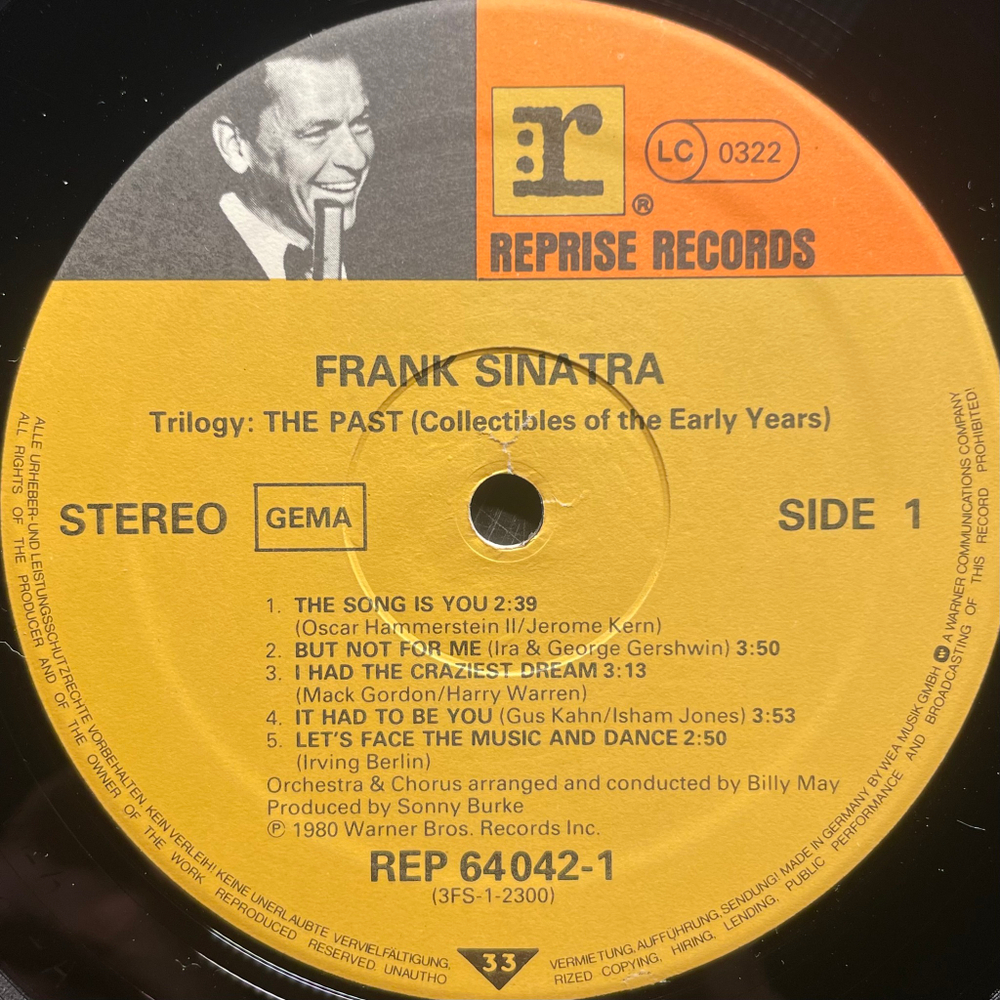 r
LC 0322
®
REPRISE RECORDS
FRANK SINATRA
Trilogy: THE PAST (Collectibles of the Early Years)
STEREO GEMA
SIDE 1
1. THE SONG IS YOU 2:39
(Oscar Hammerstein II/Jerome Kern)
2. BUT NOT FOR ME (Ira & George Gershwin) 3:50
3. I HAD THE CRAZIEST DREAM 3:13
(Mack Gordon/Harry Warren)
4. IT HAD TO BE YOU (Gus Kahn/Isham Jones) 3:53
5. LET'S FACE THE MUSIC AND DANCE 2:50
(Irving Berlin)
Orchestra & Chorus arranged and conducted by Billy May
Produced by Sonny Burke
℗ 1980 Warner Bros. Records Inc.
REP 64042-1
(3FS-1-2300)
33
ALLE URHEBER- UND LEISTUNGSSCHUTZRECHTE VORBEHALTEN KEIN VERLEIH! KEINE UNERLAUBTE VERVIELFÄLTIGUNG, VERMIETUNG, AUFFÜHRUNG, SENDUNG! MADE IN GERMANY BY WEA MUSIK GMBH W A WARNER COMMUNICATIONS COMPANY
ALL RIGHTS OF THE PRODUCER AND OF THE OWNER OF THE WORK REPRODUCED RESERVED. UNAUTHORIZED COPYING, HIRING, LENDING, PUBLIC PERFORMANCE AND BROADCASTING OF THIS RECORD PROHIBITED!